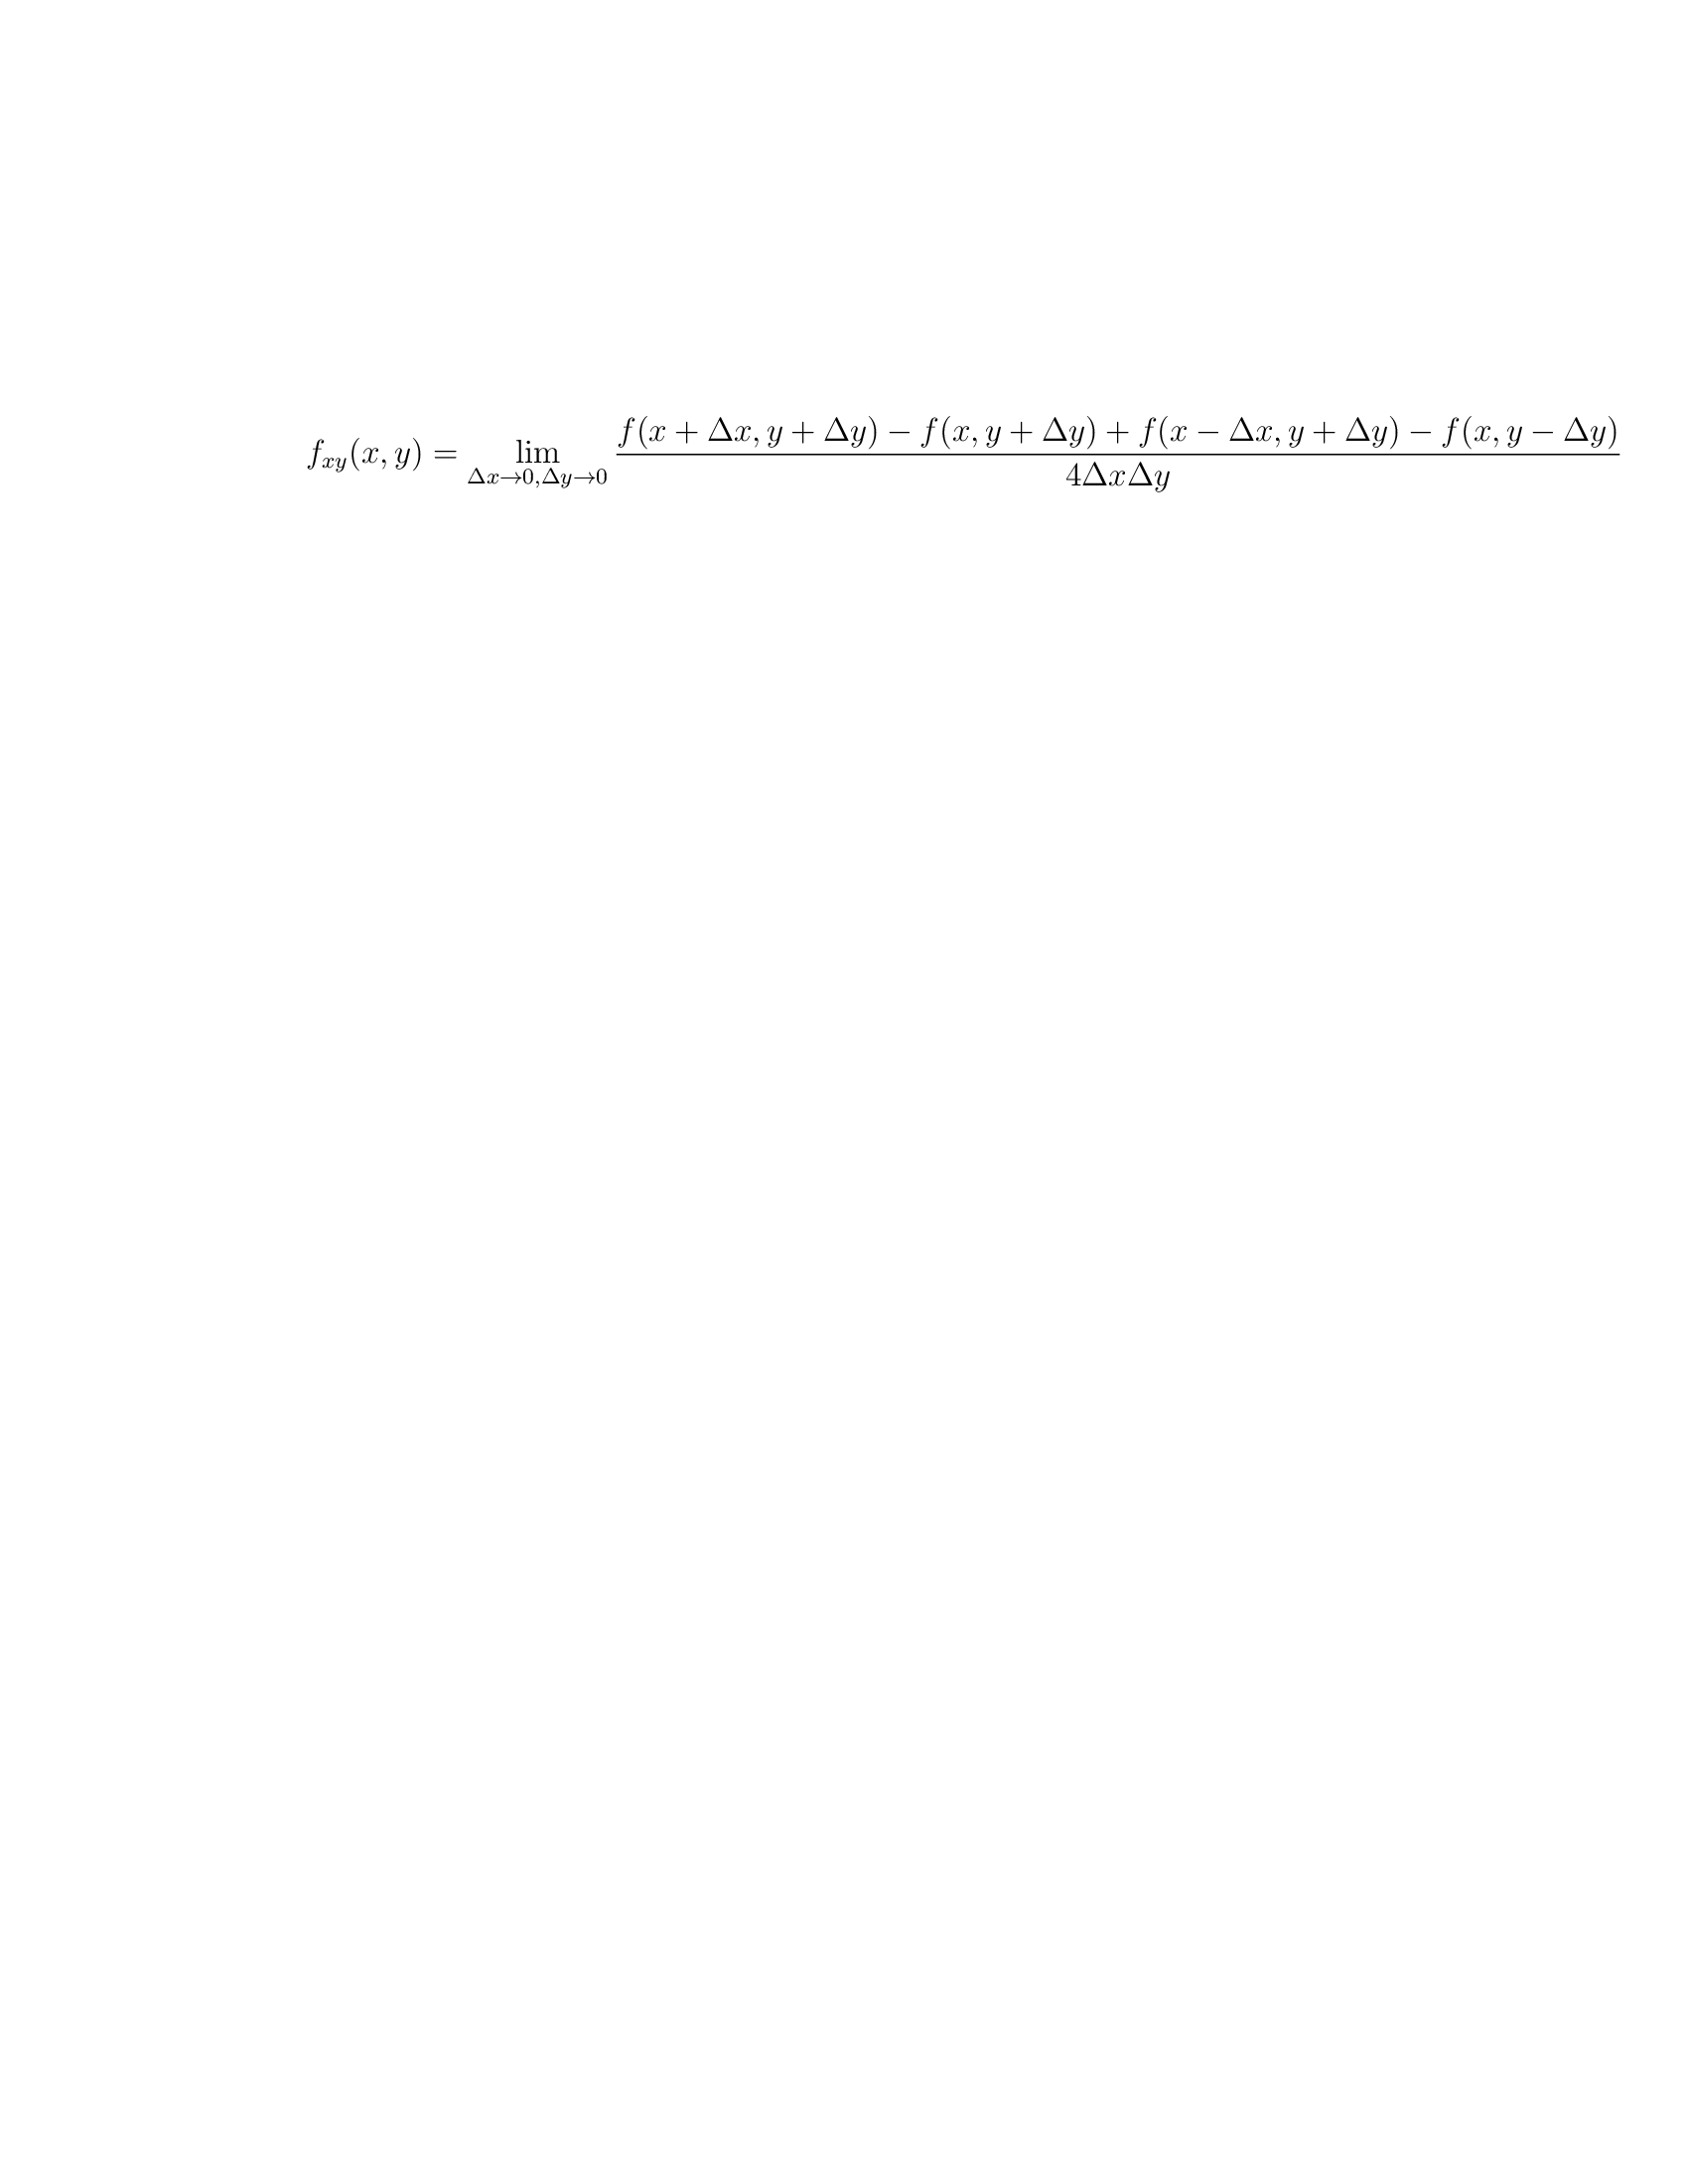 $f_{xy}(x, y) = \lim_{\Delta x \to 0, \Delta y \to 0} \frac{f(x + \Delta x, y + \Delta y) - f(x, y + \Delta y) + f(x - \Delta x, y + \Delta y) - f(x, y - \Delta y)}{4 \Delta x \Delta y}$